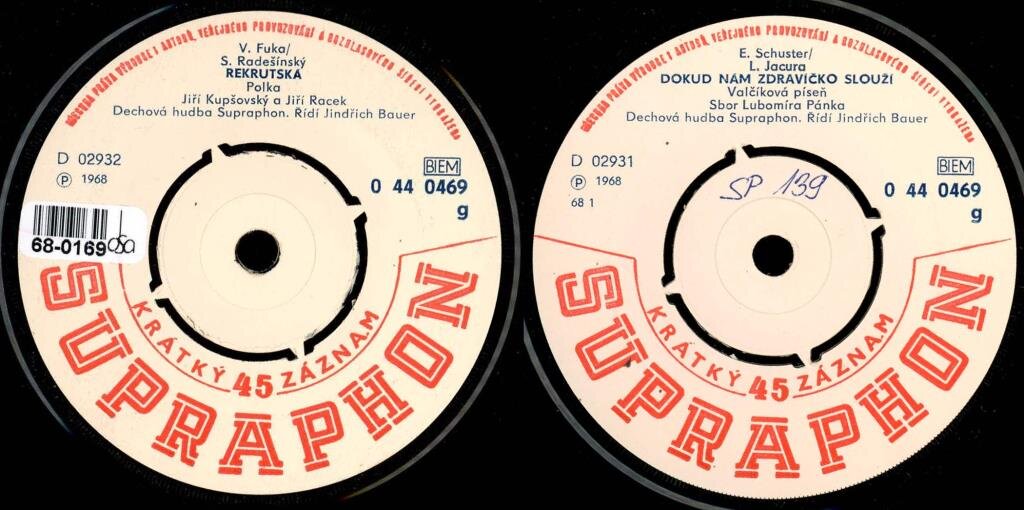 VŠECHNA PRÁVA VÝROBCE I AUTORŮ, VEŘEJNÉHO PROVOZOVÁNÍ A ROZHLASOVÉHO ŠÍŘENÍ VYHRAZENA
V. Fuka/
S. Radešínský
REKRUTSKÁ
Polka
Jiří Kupšovský a Jiří Racek
Dechová hudba Supraphon. Řídí Jindřich Bauer
D 02932
Ⓟ 1968
BIEM
0 44 0469
g
68-0169
osa
SUPRAPHON
KRÁTKÝ 45 ZÁZNAM
VŠECHNA PRÁVA VÝROBCE I AUTORŮ, VEŘEJNÉHO PROVOZOVÁNÍ A ROZHLASOVÉHO ŠÍŘENÍ VYHRAZENA
E. Schuster/
L. Jacura
DOKUD NÁM ZDRAVÍČKO SLOUŽÍ
Valčíková píseň
Sbor Lubomíra Pánka
Dechová hudba Supraphon. Řídí Jindřich Bauer
D 02931
Ⓟ 1968
68 1
SP 139
BIEM
0 44 0469
g
SUPRAPHON
KRÁTKÝ 45 ZÁZNAM